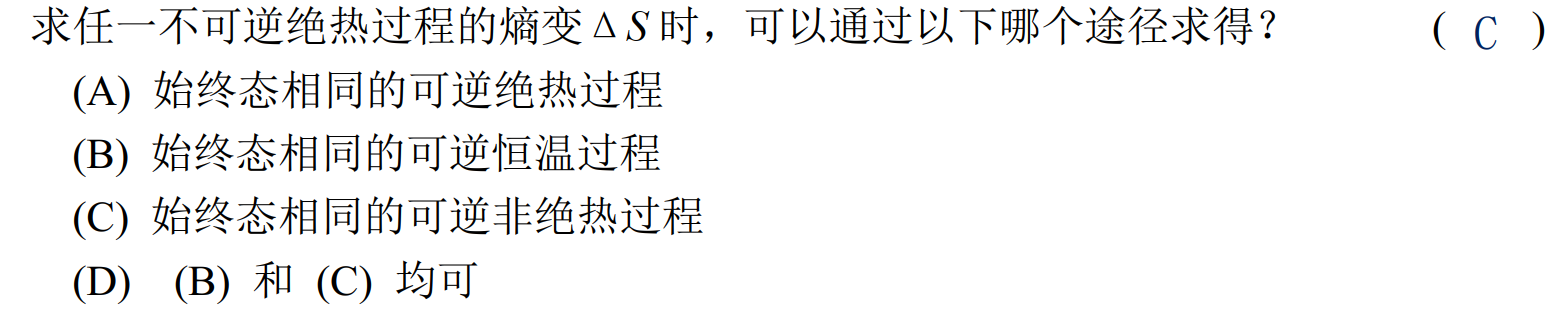 求任一不可逆绝热过程的熵变ΔS时，可以通过以下哪个途径求得？ ( C )
(A) 始终态相同的可逆绝热过程
(B) 始终态相同的可逆恒温过程
(C) 始终态相同的可逆非绝热过程
(D) (B) 和 (C) 均可